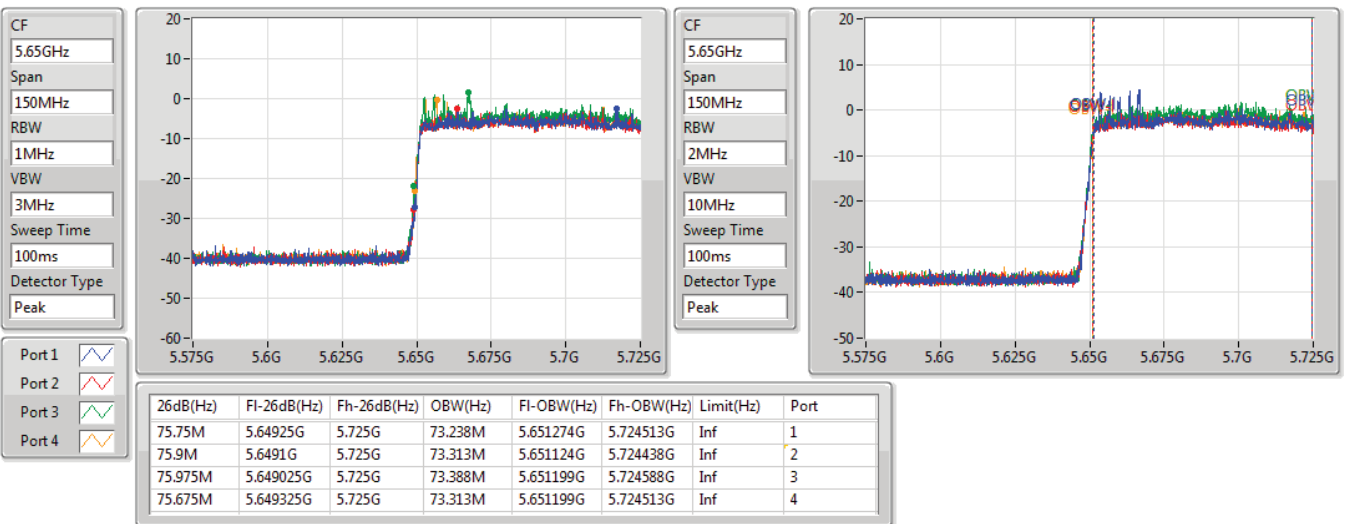 CF
5.65GHz
Span
150MHz
RBW
1MHz
VBW
3MHz
Sweep Time
100ms
Detector Type
Peak
20
10
0
-10
-20
-30
-40
-50
-60
5.575G 5.6G 5.625G 5.65G 5.675G 5.7G 5.725G
CF
5.65GHz
Span
150MHz
RBW
2MHz
VBW
10MHz
Sweep Time
100ms
Detector Type
Peak
20
10
0
-10
-20
-30
-40
-50
5.575G 5.6G 5.625G 5.65G 5.675G 5.7G 5.725G
Port 1
Port 2
Port 3
Port 4
26dB(Hz) Fl-26dB(Hz) Fh-26dB(Hz) OBW(Hz) Fl-OBW(Hz) Fh-OBW(Hz) Limit(Hz) Port
75.75M 5.64925G 5.725G 73.238M 5.651274G 5.724513G Inf 1
75.9M 5.6491G 5.725G 73.313M 5.651124G 5.724438G Inf 2
75.975M 5.649025G 5.725G 73.388M 5.651199G 5.724588G Inf 3
75.675M 5.649325G 5.725G 73.313M 5.651199G 5.724513G Inf 4